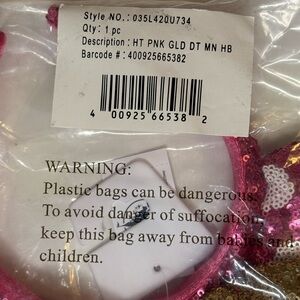 Style NO.: 035L420U734
Qty: 1 pc
Description: HT PNK GLD DT MN HB
Barcode #: 400925665382
4 00925 66538 2
WARNING:
Plastic bags can be dangerous.
To avoid danger of suffocation
keep this bag away from babies and
children.